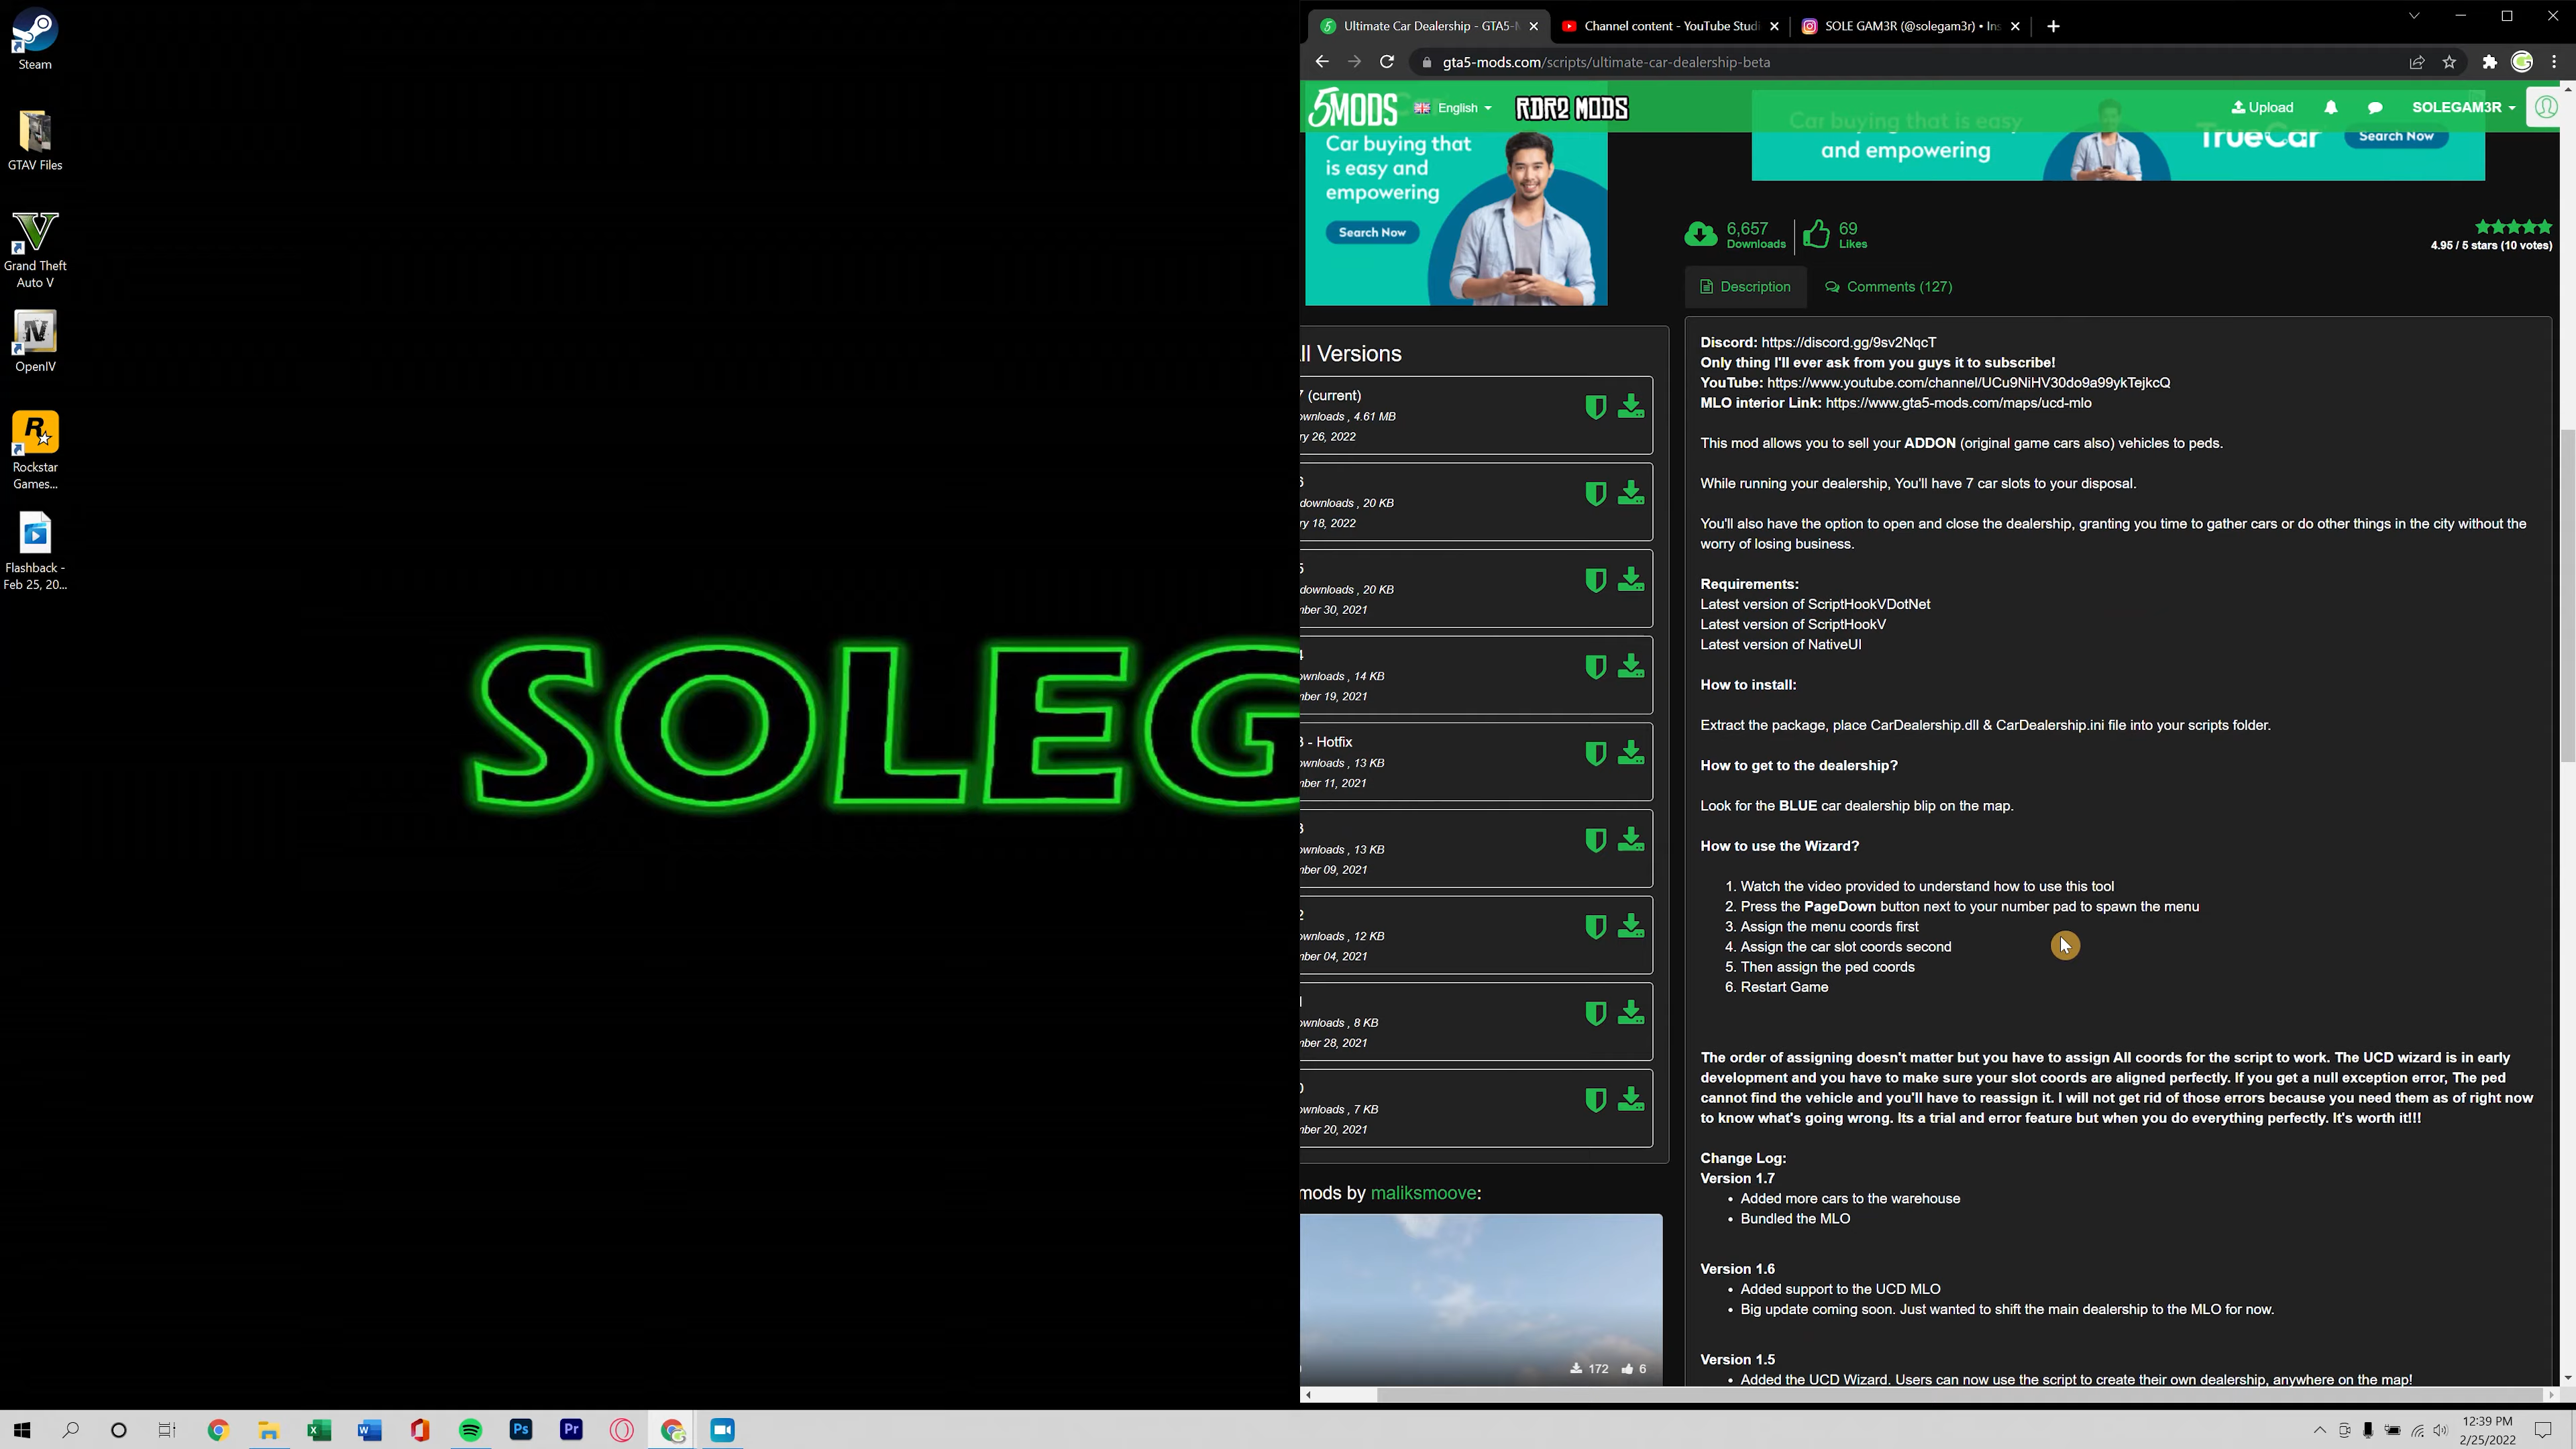 Steam
GTAV Files
Grand Theft
Auto V
OpenIV
Rockstar
Games...
Flashback -
Feb 25, 20...
SOLEG
Ultimate Car Dealership - GTA5-
Channel content - YouTube Studi
SOLE GAM3R (@solegam3r) • Ins
gta5-mods.com/scripts/ultimate-car-dealership-beta
5MODS
English
RDR2 MODS
Upload
SOLEGAM3R
Car buying that
is easy and
empowering
Search Now
Car buying that is easy
and empowering
TrueCar
Search Now
6,657
Downloads
69
Likes
4.95 / 5 stars (10 votes)
Description
Comments (127)
ll Versions
7 (current)
ownloads , 4.61 MB
ry 26, 2022
6
downloads , 20 KB
ry 18, 2022
5
downloads , 20 KB
mber 30, 2021
4
ownloads , 14 KB
mber 19, 2021
3 - Hotfix
ownloads , 13 KB
mber 11, 2021
3
ownloads , 13 KB
mber 09, 2021
2
ownloads , 12 KB
mber 04, 2021
1
ownloads , 8 KB
mber 28, 2021
0
ownloads , 7 KB
mber 20, 2021
mods by maliksmoove:
172 6
Discord: https://discord.gg/9sv2NqcT
Only thing I'll ever ask from you guys it to subscribe!
YouTube: https://www.youtube.com/channel/UCu9NiHV30do9a99ykTejkcQ
MLO interior Link: https://www.gta5-mods.com/maps/ucd-mlo
This mod allows you to sell your ADDON (original game cars also) vehicles to peds.
While running your dealership, You'll have 7 car slots to your disposal.
You'll also have the option to open and close the dealership, granting you time to gather cars or do other things in the city without the
worry of losing business.
Requirements:
Latest version of ScriptHookVDotNet
Latest version of ScriptHookV
Latest version of NativeUI
How to install:
Extract the package, place CarDealership.dll & CarDealership.ini file into your scripts folder.
How to get to the dealership?
Look for the BLUE car dealership blip on the map.
How to use the Wizard?
1. Watch the video provided to understand how to use this tool
2. Press the PageDown button next to your number pad to spawn the menu
3. Assign the menu coords first
4. Assign the car slot coords second
5. Then assign the ped coords
6. Restart Game
The order of assigning doesn't matter but you have to assign All coords for the script to work. The UCD wizard is in early
development and you have to make sure your slot coords are aligned perfectly. If you get a null exception error, The ped
cannot find the vehicle and you'll have to reassign it. I will not get rid of those errors because you need them as of right now
to know what's going wrong. Its a trial and error feature but when you do everything perfectly. It's worth it!!!
Change Log:
Version 1.7
• Added more cars to the warehouse
• Bundled the MLO
Version 1.6
• Added support to the UCD MLO
• Big update coming soon. Just wanted to shift the main dealership to the MLO for now.
Version 1.5
• Added the UCD Wizard. Users can now use the script to create their own dealership, anywhere on the map!
12:39 PM
2/25/2022